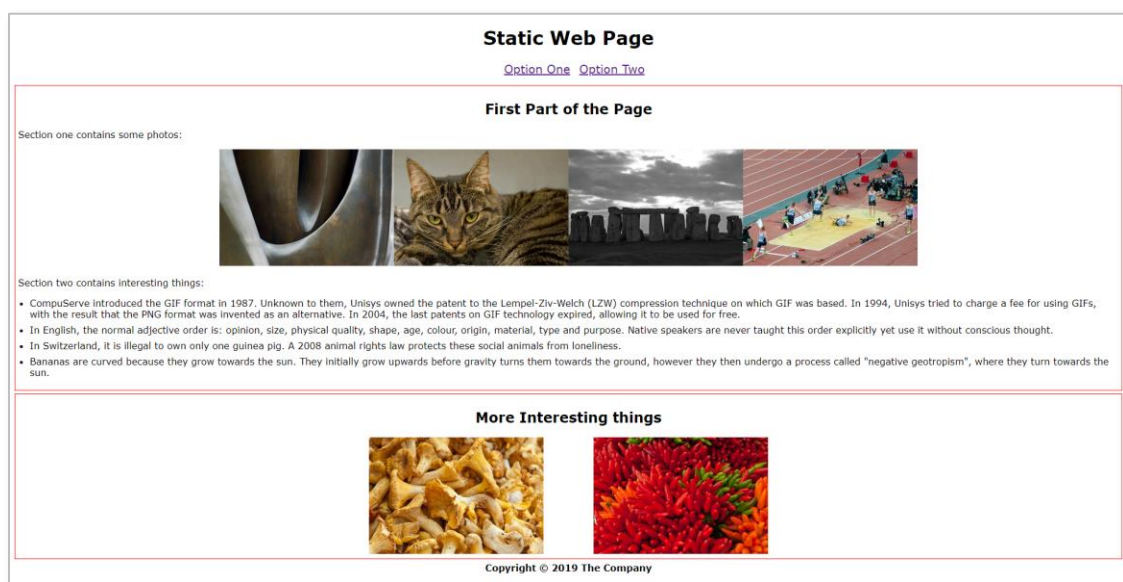 Static Web Page
Option One Option Two
First Part of the Page
Section one contains some photos:
Section two contains interesting things:
• CompuServe introduced the GIF format in 1987. Unknown to them, Unisys owned the patent to the Lempel-Ziv-Welch (LZW) compression technique on which GIF was based. In 1994, Unisys tried to charge a fee for using GIFs,
with the result that the PNG format was invented as an alternative. In 2004, the last patents on GIF technology expired, allowing it to be used for free.
• In English, the normal adjective order is: opinion, size, physical quality, shape, age, colour, origin, material, type and purpose. Native speakers are never taught this order explicitly yet use it without conscious thought.
• In Switzerland, it is illegal to own only one guinea pig. A 2008 animal rights law protects these social animals from loneliness.
• Bananas are curved because they grow towards the sun. They initially grow upwards before gravity turns them towards the ground, however they then undergo a process called "negative geotropism", where they turn towards the
sun.
More Interesting things
Copyright © 2019 The Company